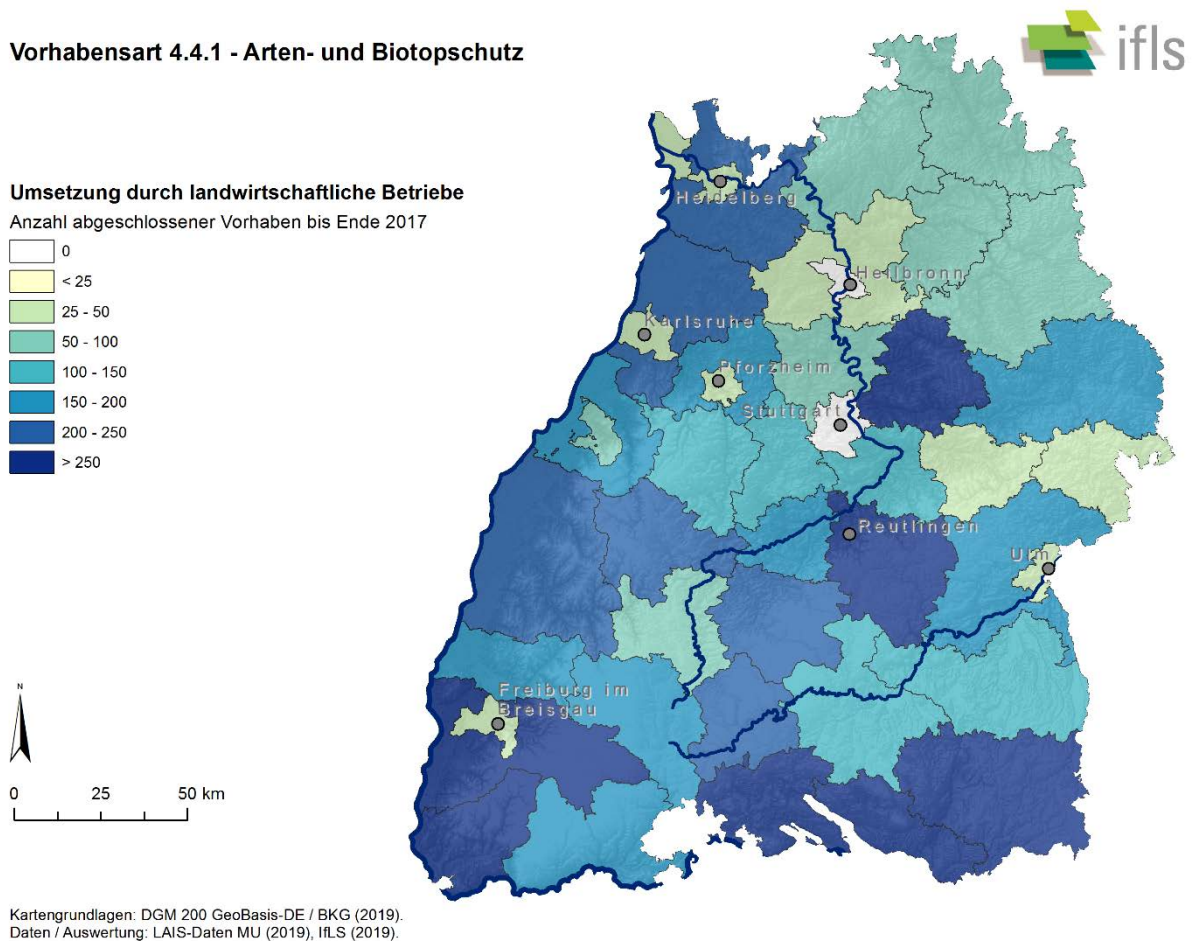 Vorhabensart 4.4.1 - Arten- und Biotopschutz
ifls
Umsetzung durch landwirtschaftliche Betriebe
Anzahl abgeschlossener Vorhaben bis Ende 2017
0
< 25
25 - 50
50 - 100
100 - 150
150 - 200
200 - 250
> 250
Heidelberg
Heilbronn
Karlsruhe
Pforzheim
Stuttgart
Reutlingen
Ulm
Freiburg im
Breisgau
N
0 25 50 km
Kartengrundlagen: DGM 200 GeoBasis-DE / BKG (2019).
Daten / Auswertung: LAIS-Daten MU (2019), IfLS (2019).